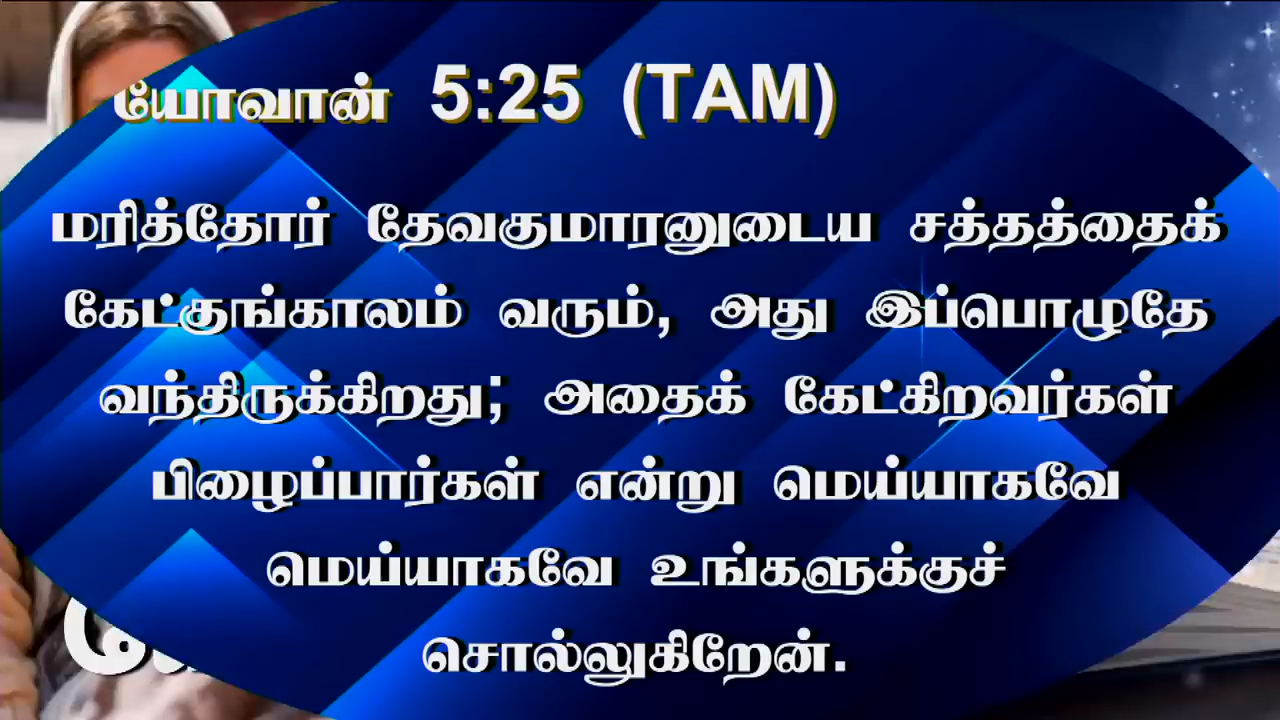 யோவான் 5:25 (TAM)
மரித்தோர் தேவகுமாரனுடைய சத்தத்தைக்
கேட்குங்காலம் வரும், அது இப்பொழுதே
வந்திருக்கிறது; அதைக் கேட்கிறவர்கள்
பிழைப்பார்கள் என்று மெய்யாகவே
மெய்யாகவே உங்களுக்குச்
சொல்லுகிறேன்.